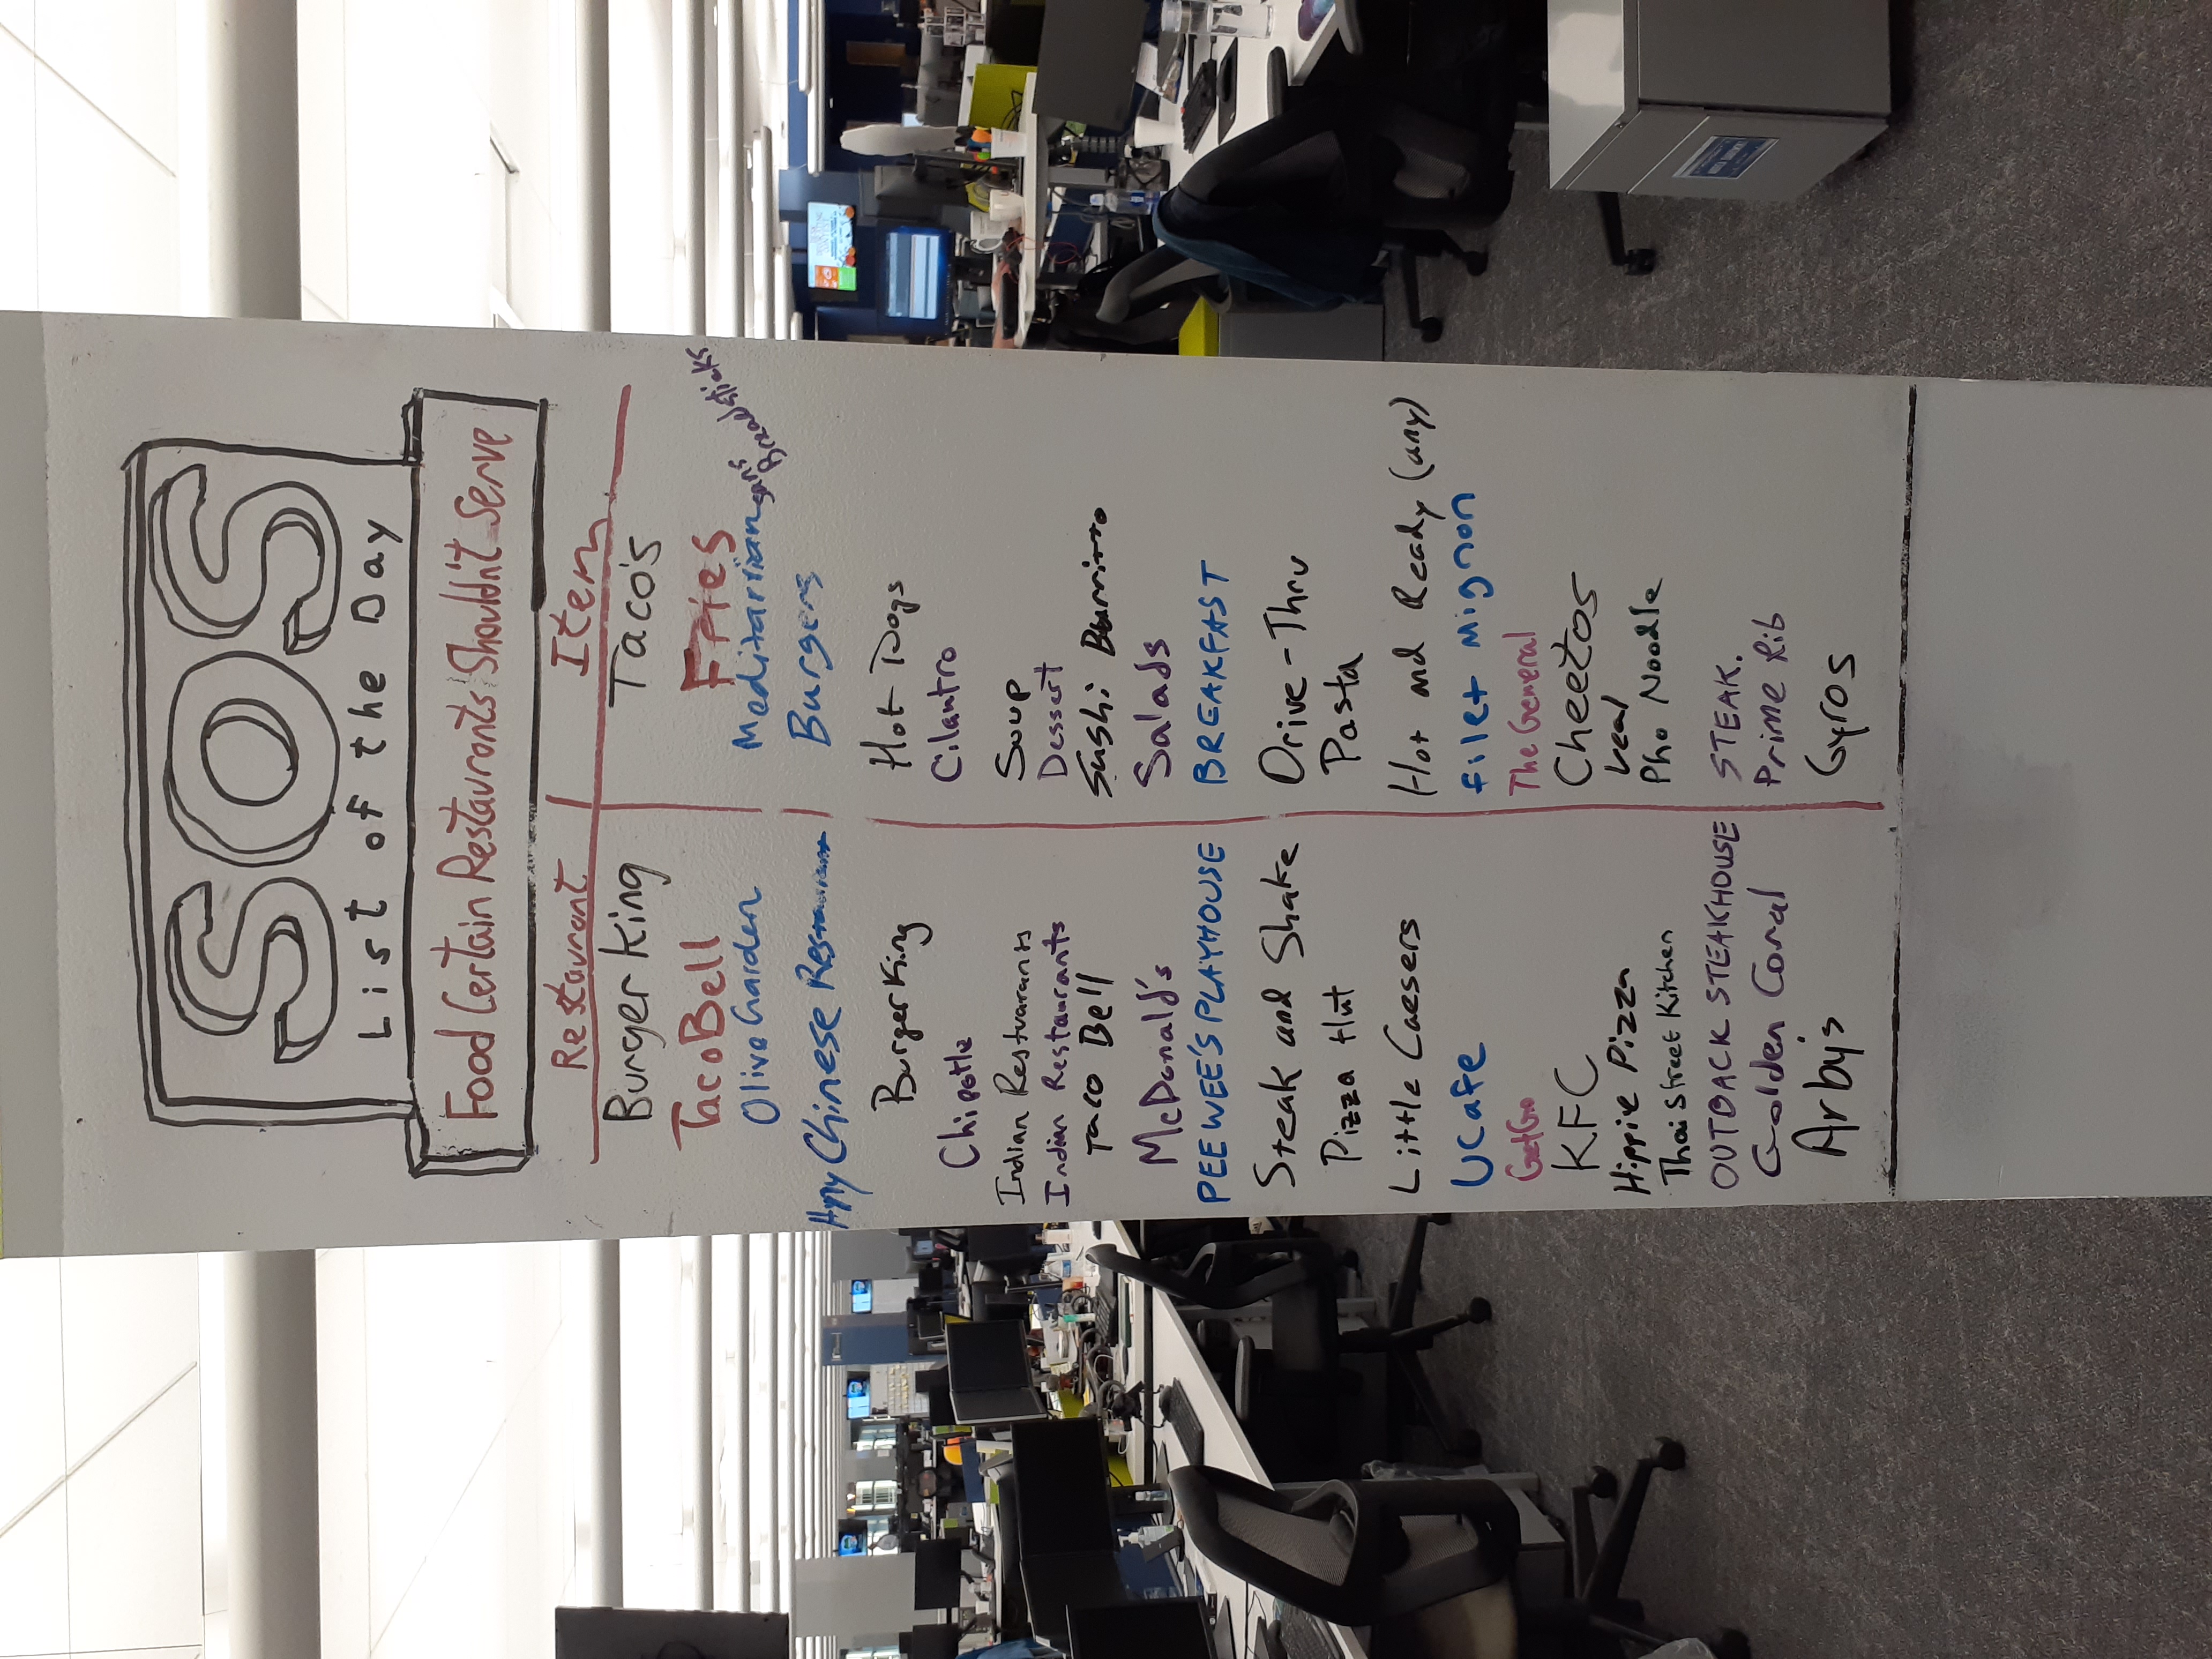 SOS
List of the Day
Food Certain Restaurants Shouldn't Serve
Restaurant Item
Burger King Taco's
Taco Bell Fries
Olive Garden Meditarriian sans Breadsticks
Chinese Restaurant Burgers
Burger King Hot Dogs
Chipotle Cilantro
Indian Restuarants Soup
Indian Restaurants Dessert
Taco Bell Sushi Burritto
McDonald's Salads
PEE WEE'S PLAYHOUSE BREAKFAST
Steak and Shake Drive-Thru
Pizza Hut Pasta
Little Caesers Hot and Ready (any)
UCafe Filet Mignon
GetGo The General
KFC Cheetos
Hippie Pizza Veal
Thai Street Kitchen Pho Noodle
OUTBACK STEAKHOUSE STEAK.
Golden Corral Prime Rib
Arby's Gyros